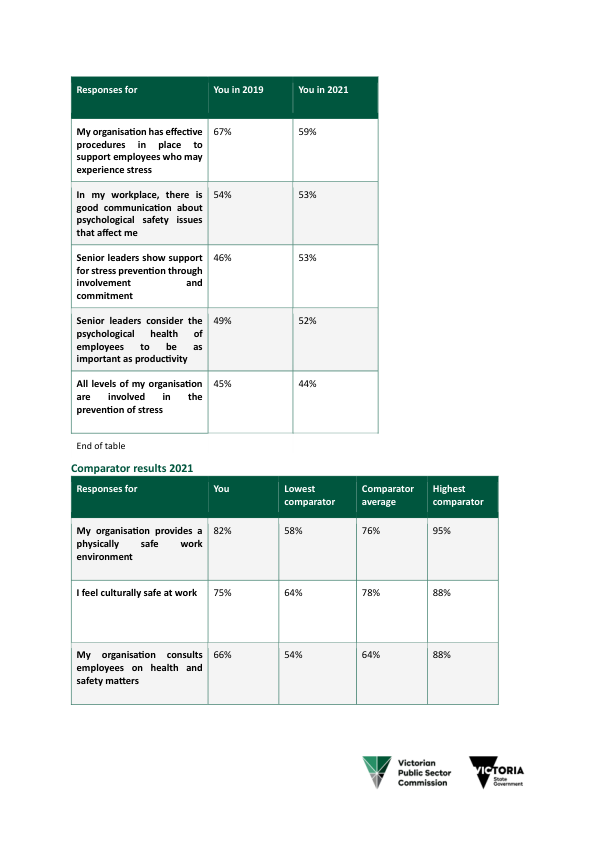 Responses for You in 2019 You in 2021
My organisation has effective 67% 59%
procedures in place to
support employees who may
experience stress
In my workplace, there is 54% 53%
good communication about
psychological safety issues
that affect me
Senior leaders show support 46% 53%
for stress prevention through
involvement and
commitment
Senior leaders consider the 49% 52%
psychological health of
employees to be as
important as productivity
All levels of my organisation 45% 44%
are involved in the
prevention of stress
End of table
Comparator results 2021
Responses for You Lowest Comparator Highest
comparator average comparator
My organisation provides a 82% 58% 76% 95%
physically safe work
environment
I feel culturally safe at work 75% 64% 78% 88%
My organisation consults 66% 54% 64% 88%
employees on health and
safety matters
Victorian
Public Sector
Commission
VICTORIA
State
Government